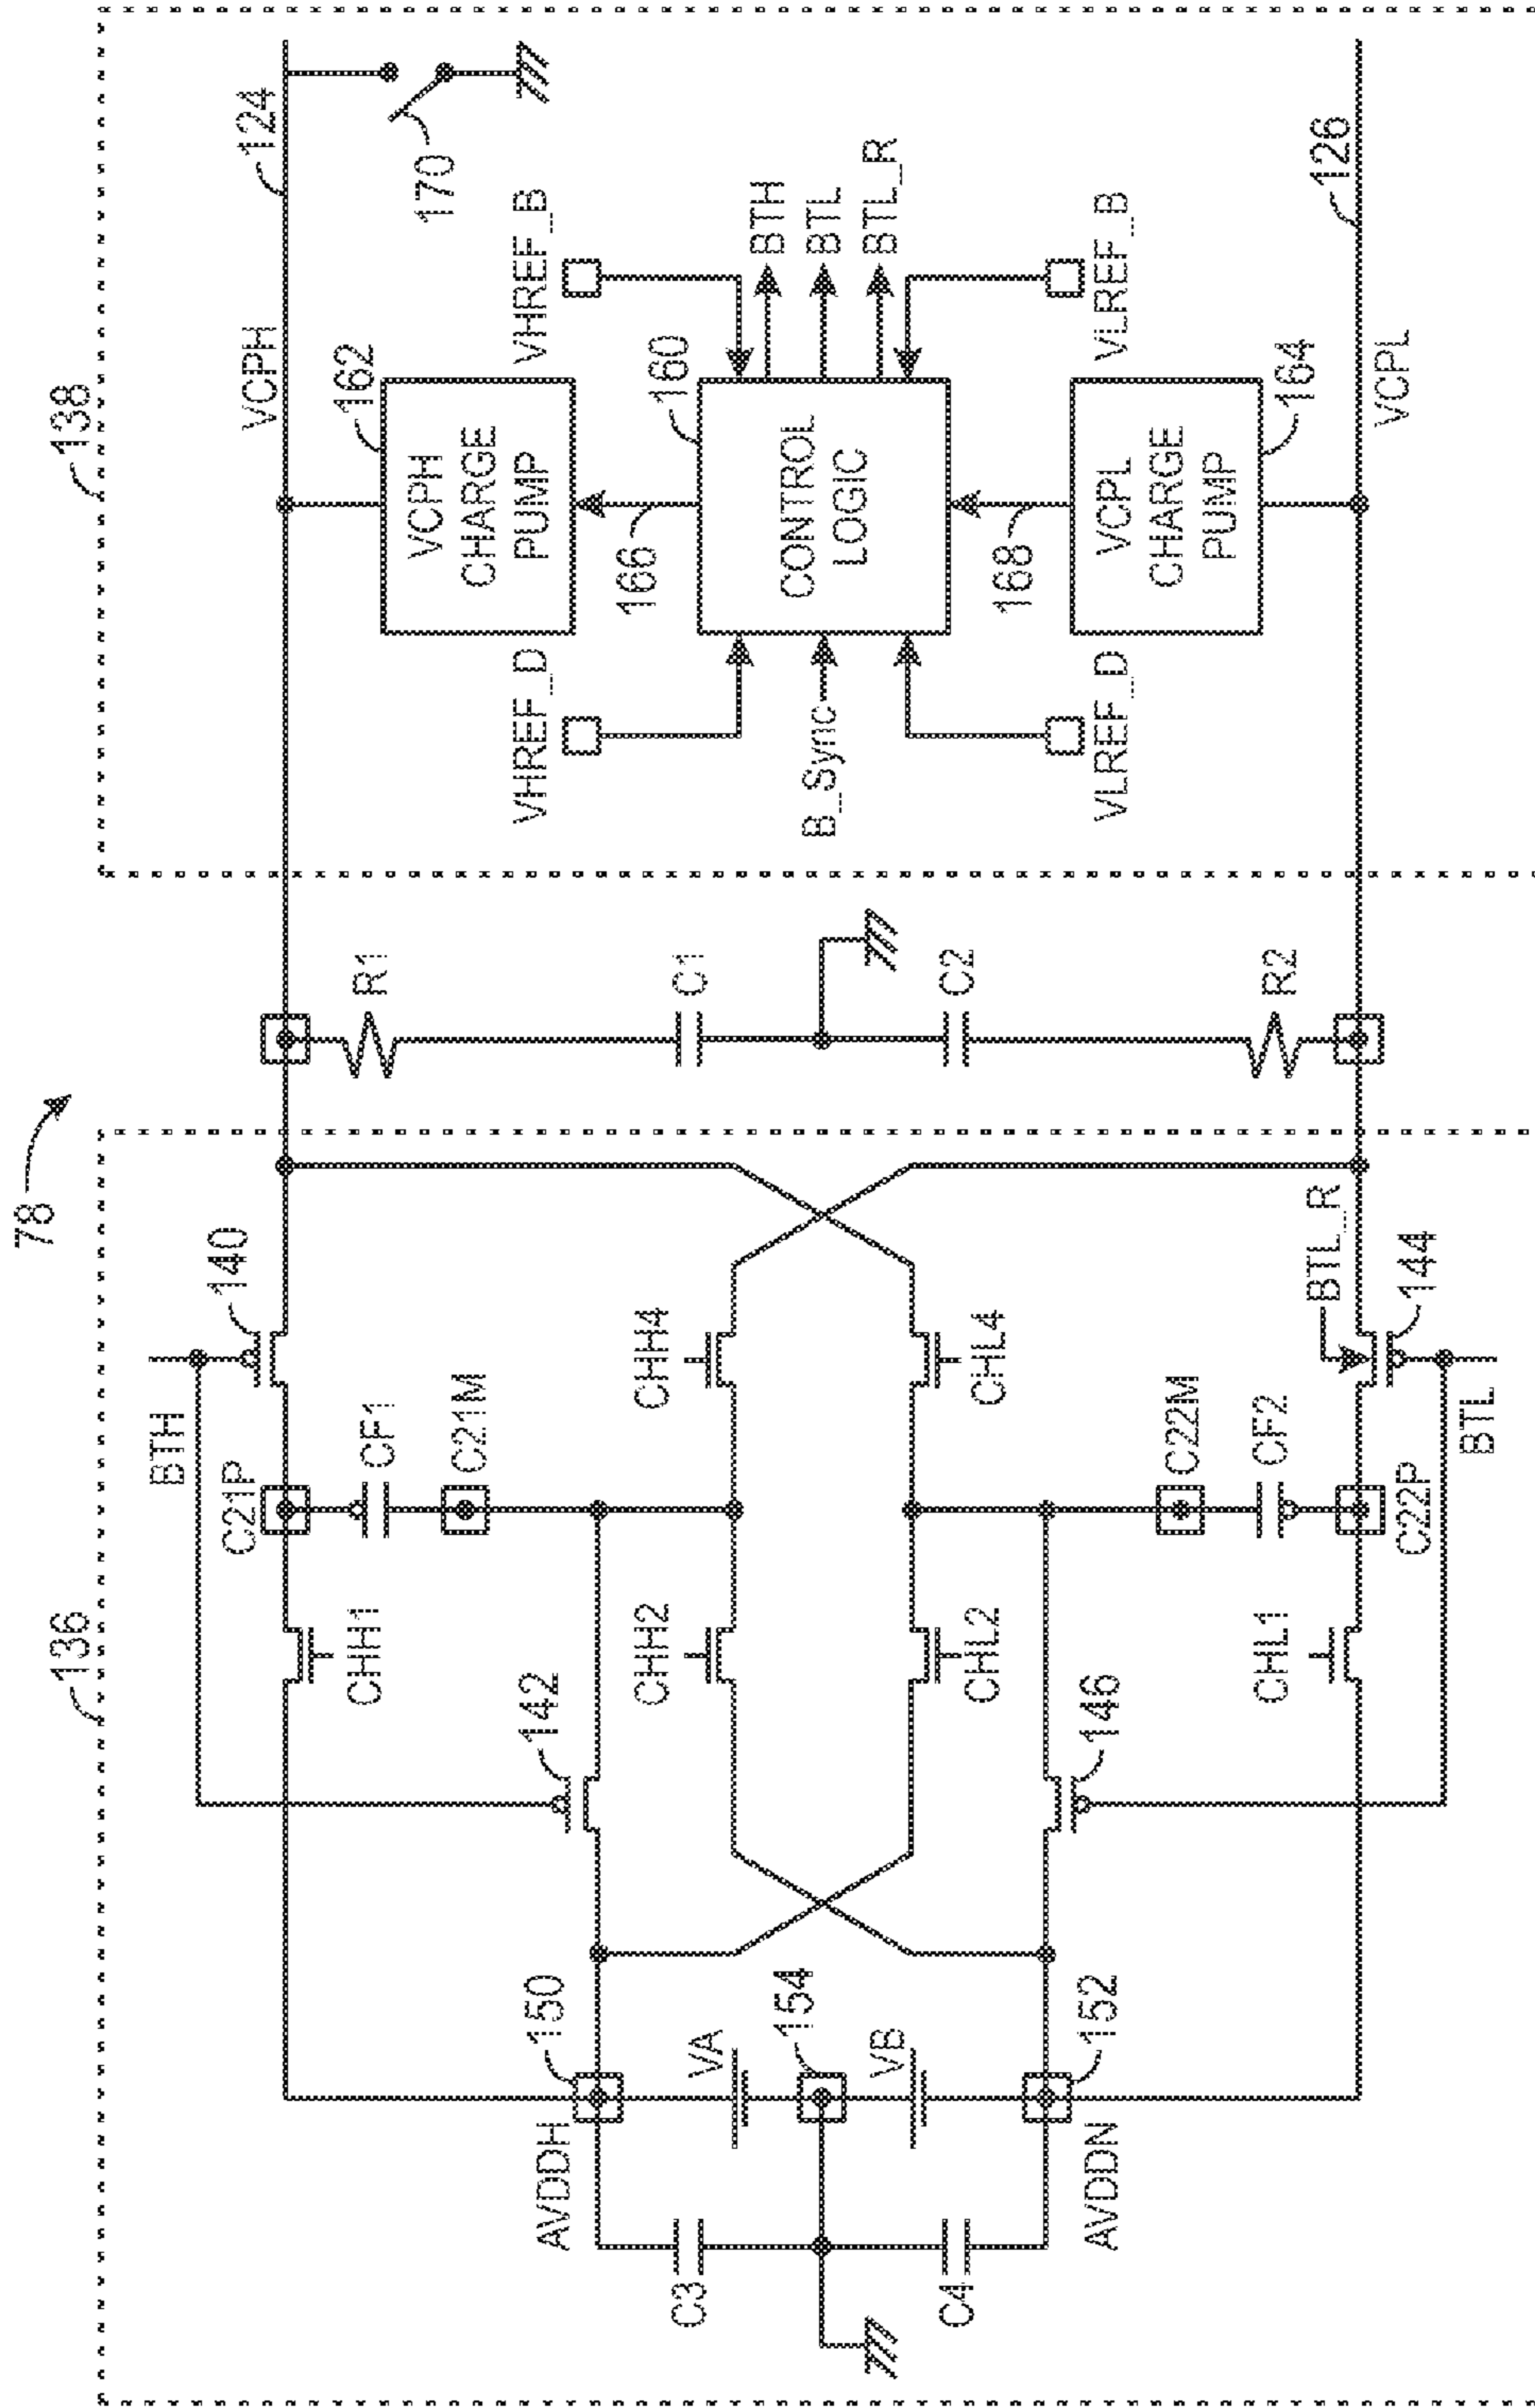 78
136
138
BTH
140
C21P
CF1
C21M
CHH1
142
CHH2
CHH4
CHL2
CHL4
146
CHL1
C22M
CF2
C22P
BTL_R
144
BTL
AVDDH
150
VA
154
VB
152
AVDDN
C3
C4
R1
C1
C2
R2
VCPH
124
170
162
VCPH
CHARGE
PUMP
VHREF_D
VHREF_B
166
160
CONTROL
LOGIC
BTH
BTL
BTL_R
B_Sync
168
VLREF_D
VLREF_B
VCPL
CHARGE
PUMP
164
126
VCPL